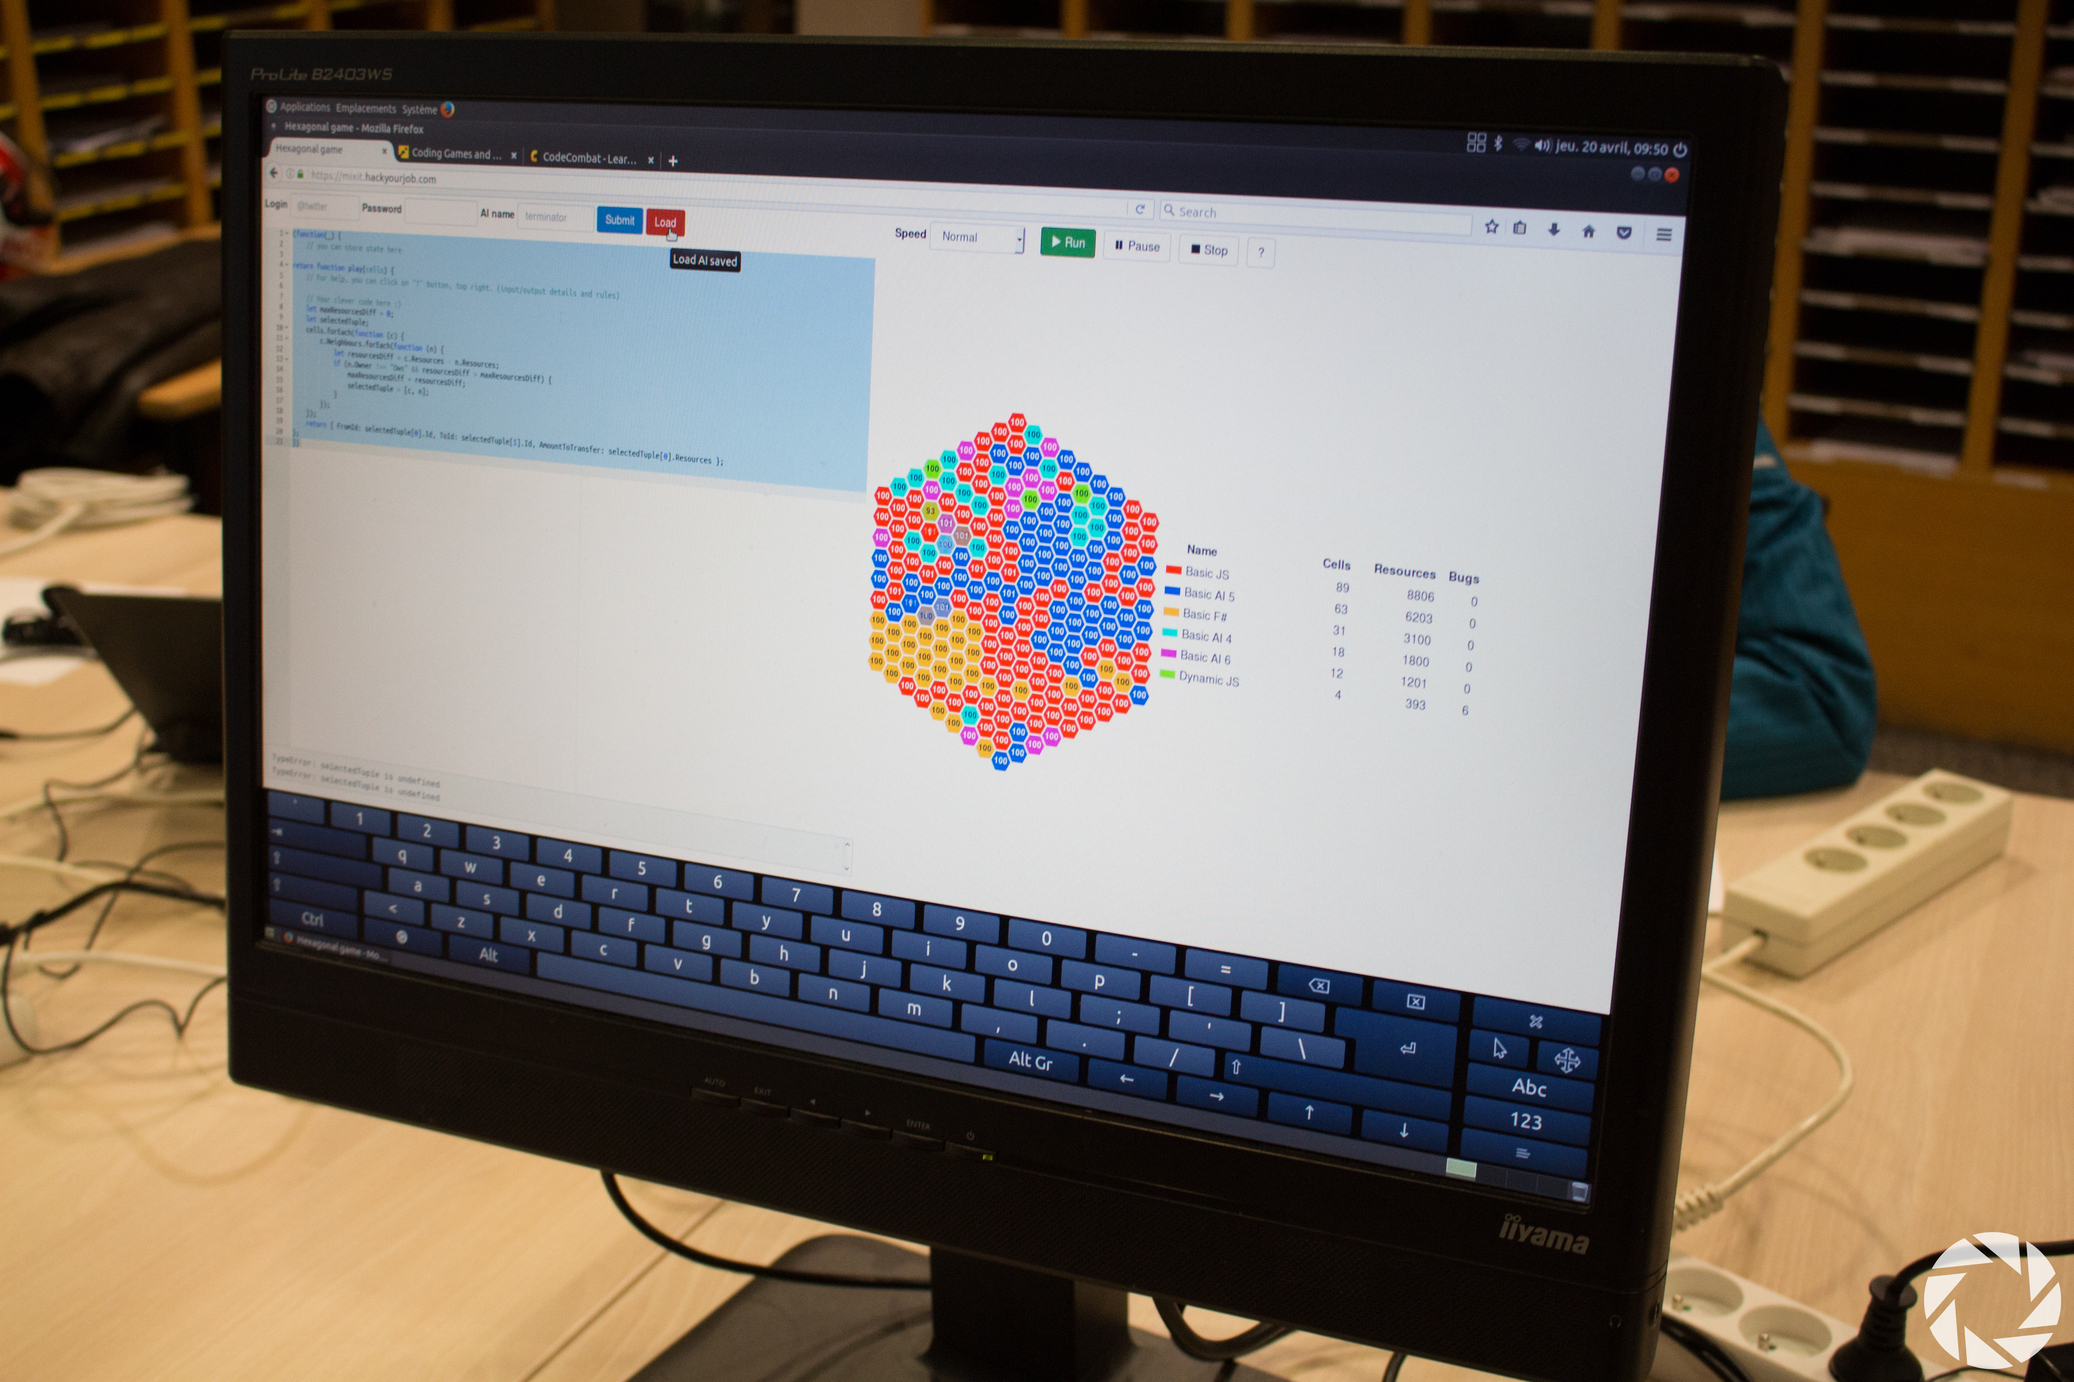 ProLite B2403WS
Applications Emplacements Système
jeu. 20 avril, 09:50
Hexagonal game - Mozilla Firefox
Hexagonal game
Coding Games and ...
CodeCombat - Lear...
https://mixit.hackyourjob.com
Search
Login @twitter Password AI name terminator Submit Load
Speed Normal Run Pause Stop ?
Load AI saved
(function() {
// you can store state here
return function play(cells) {
// For help, you can click on "?" button, top right. (input/output details and rules)
// Your clever code here :)
let maxResourcesDiff = 0;
let selectedTuple;
cells.forEach(function (c) {
c.Neighbours.forEach(function (n) {
let resourcesDiff = c.Resources - n.Resources;
if (n.Owner !== "Own" && resourcesDiff > maxResourcesDiff) {
maxResourcesDiff = resourcesDiff;
selectedTuple = [c, n];
}
});
});
return { FromId: selectedTuple[0].Id, ToId: selectedTuple[1].Id, AmountToTransfer: selectedTuple[0].Resources };
Name Cells Resources Bugs
Basic JS 89 8806 0
Basic AI 5 63 6203 0
Basic F# 31 3100 0
Basic AI 4 18 1800 0
Basic AI 6 12 1201 0
Dynamic JS 4 393 6
TypeError: selectedTuple is undefined
TypeError: selectedTuple is undefined
1 2 3 4 5 6 7 8 9 0 - =
q w e r t y u i o p [ ]
a s d f g h j k l ; ' \
< z x c v b n m , . /
Ctrl Alt Alt Gr ← → ↑ ↓
Abc
123
Hexagonal game - Mo...
AUTO EXIT ENTER
iiyama